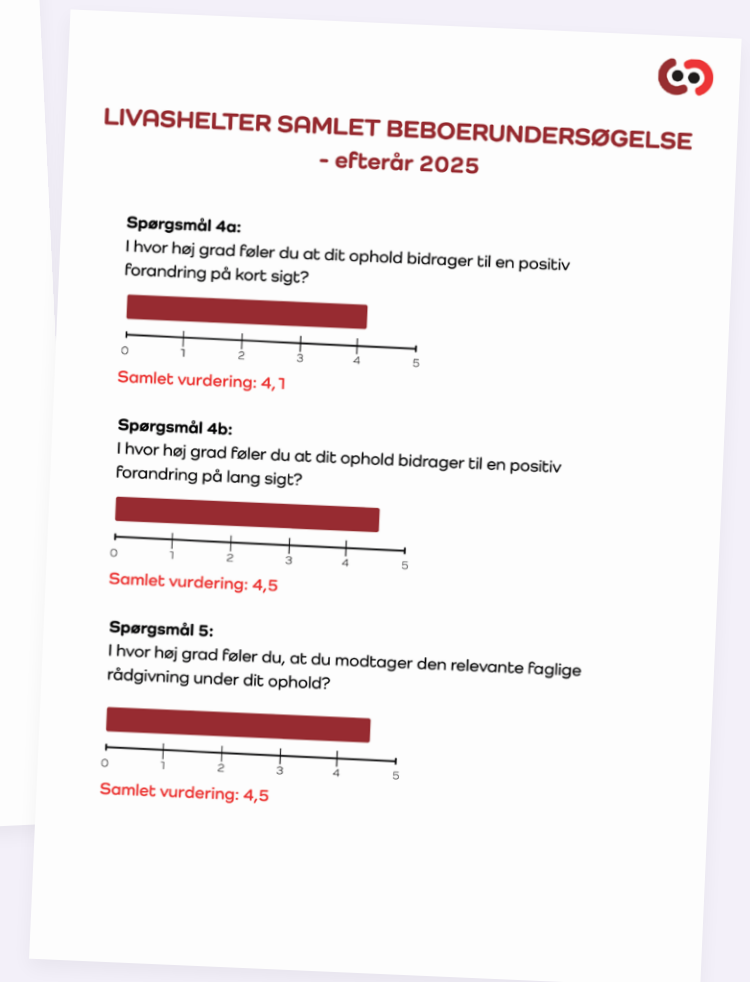 LIVASHELTER SAMLET BEBOERUNDERSØGELSE
- efterår 2025
Spørgsmål 4a:
I hvor høj grad føler du at dit ophold bidrager til en positiv
forandring på kort sigt?
0 1 2 3 4 5
Samlet vurdering: 4,1
Spørgsmål 4b:
I hvor høj grad føler du at dit ophold bidrager til en positiv
forandring på lang sigt?
0 1 2 3 4 5
Samlet vurdering: 4,5
Spørgsmål 5:
I hvor høj grad føler du, at du modtager den relevante faglige
rådgivning under dit ophold?
0 1 2 3 4 5
Samlet vurdering: 4,5